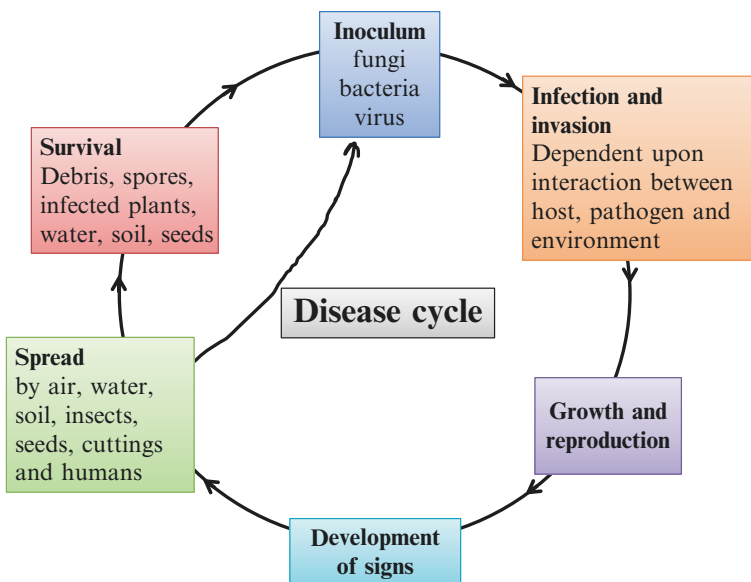 Inoculum
fungi
bacteria
virus
Infection and
invasion
Dependent upon
interaction between
host, pathogen and
environment
Growth and
reproduction
Development
of signs
Spread
by air, water,
soil, insects,
seeds, cuttings
and humans
Survival
Debris, spores,
infected plants,
water, soil, seeds
Disease cycle